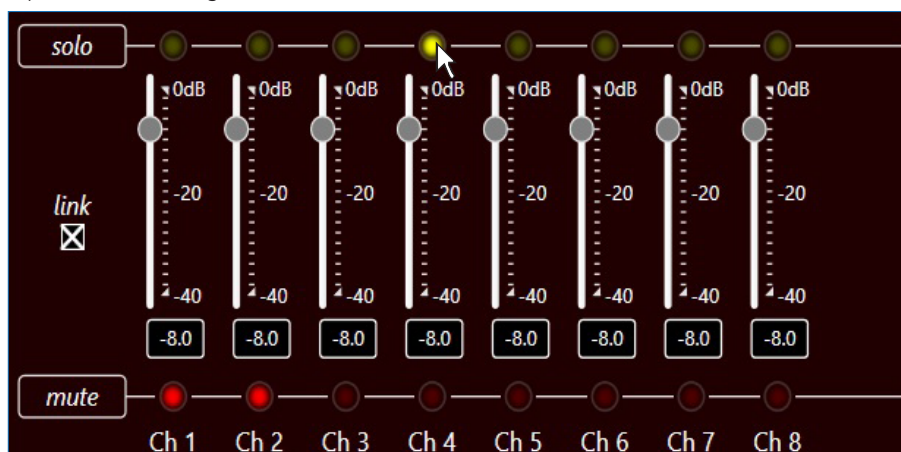 solo
0dB 0dB 0dB 0dB 0dB 0dB 0dB 0dB
-20 -20 -20 -20 -20 -20 -20 -20
link
-40 -40 -40 -40 -40 -40 -40 -40
-8.0 -8.0 -8.0 -8.0 -8.0 -8.0 -8.0 -8.0
mute
Ch 1 Ch 2 Ch 3 Ch 4 Ch 5 Ch 6 Ch 7 Ch 8